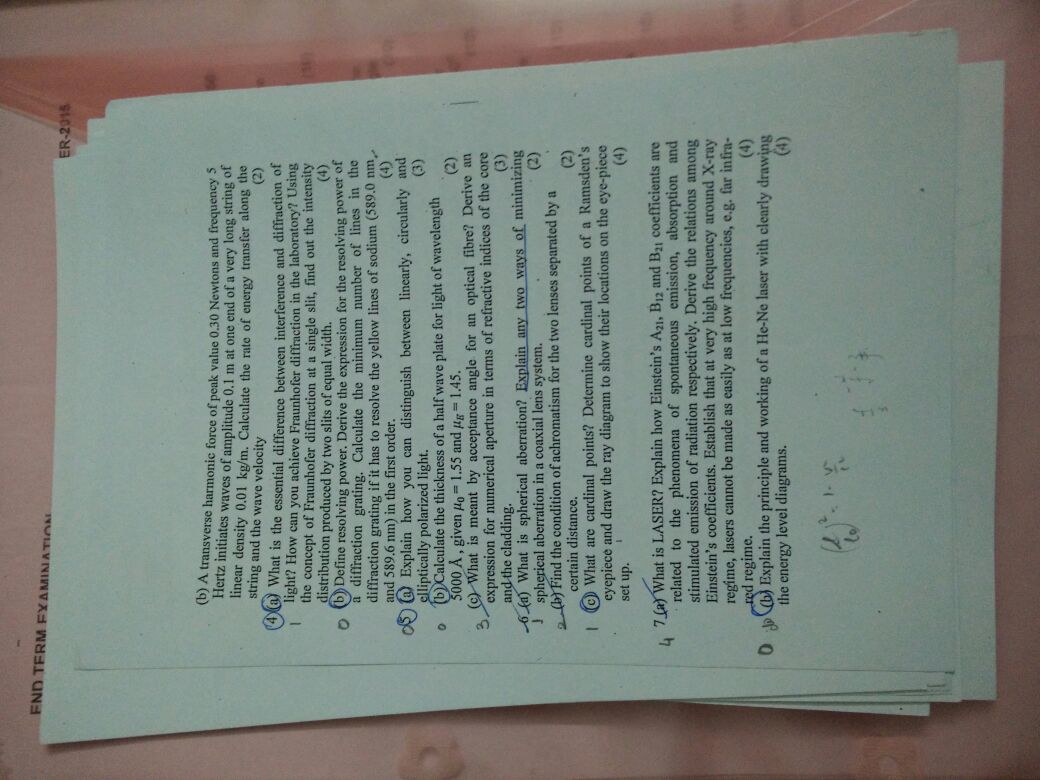 END TERM EXAMINATION
ER-2015
(b) A transverse harmonic force of peak value 0.30 Newtons and frequency 5
Hertz initiates waves of amplitude 0.1 m at one end of a very long string of
linear density 0.01 kg/m. Calculate the rate of energy transfer along the
string and the wave velocity (2)
4 (a) What is the essential difference between interference and diffraction of
1 light? How can you achieve Fraunhofer diffraction in the laboratory? Using
the concept of Fraunhofer diffraction at a single slit, find out the intensity
distribution produced by two slits of equal width. (4)
0 (b) Define resolving power. Derive the expression for the resolving power of
a diffraction grating. Calculate the minimum number of lines in the
diffraction grating if it has to resolve the yellow lines of sodium (589.0 nm
and 589.6 nm) in the first order. (4)
5 (a) Explain how you can distinguish between linearly, circularly and
elliptically polarized light. (3)
0 (b) Calculate the thickness of a half wave plate for light of wavelength
5000 Å, given μ₀ = 1.55 and μE = 1.45. (2)
3 (c) What is meant by acceptance angle for an optical fibre? Derive an
expression for numerical aperture in terms of refractive indices of the core
and the cladding. (3)
6 (a) What is spherical aberration? Explain any two ways of minimizing
1 spherical aberration in a coaxial lens system. (2)
2 (b) Find the condition of achromatism for the two lenses separated by a
certain distance. (2)
1 (c) What are cardinal points? Determine cardinal points of a Ramsden's
eyepiece and draw the ray diagram to show their locations on the eye-piece
set up. (4)
7 (a) What is LASER? Explain how Einstein's A₂₁, B₁₂ and B₂₁ coefficients are
4 related to the phenomena of spontaneous emission, absorption and
stimulated emission of radiation respectively. Derive the relations among
Einstein's coefficients. Establish that at very high frequency around X-ray
regime, lasers cannot be made as easily as at low frequencies, e.g. far infra-
red regime. (4)
0 (b) Explain the principle and working of a He-Ne laser with clearly drawing
the energy level diagrams. (4)